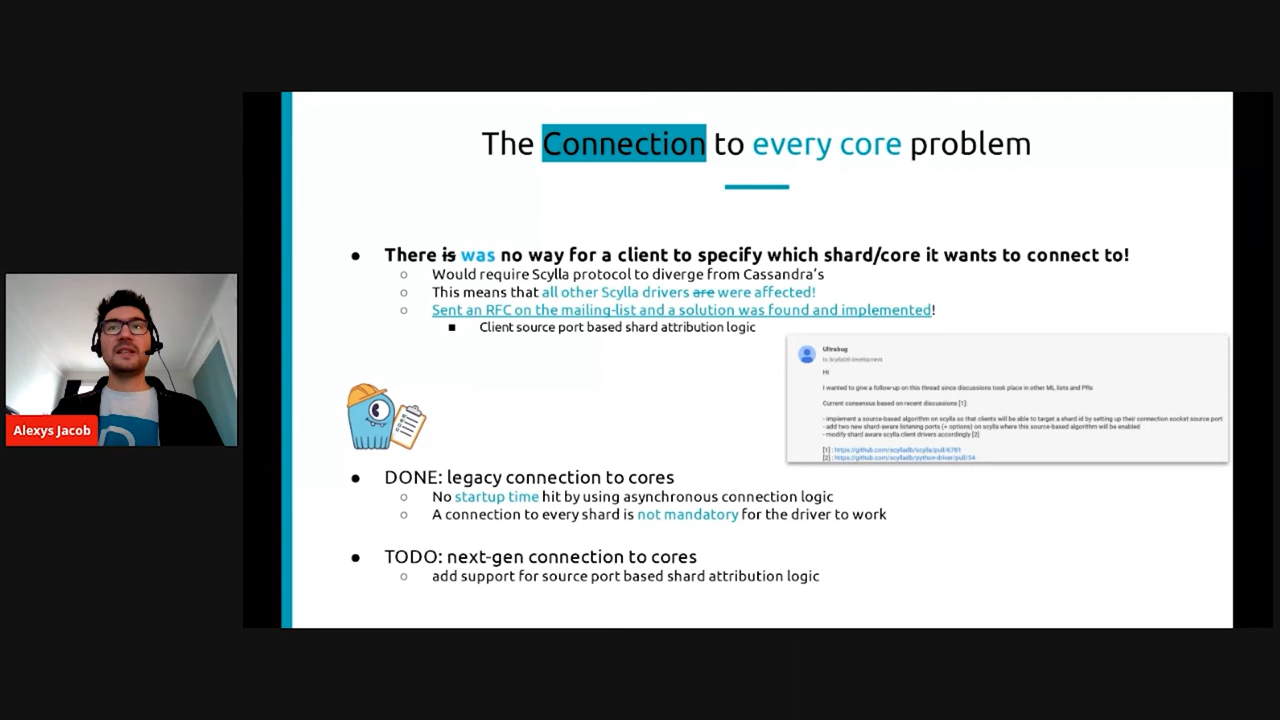 The Connection to every core problem
● There is was no way for a client to specify which shard/core it wants to connect to!
○ Would require Scylla protocol to diverge from Cassandra's
○ This means that all other Scylla drivers are were affected!
○ Sent an RFC on the mailing-list and a solution was found and implemented!
■ Client source port based shard attribution logic
Ultrabug
to ScyllaDB development
Hi
I wanted to give a follow-up on this thread since discussions took place in other ML lists and PRs
Current consensus based on recent discussions [1]:
- implement a source-based algorithm on scylla so that clients will be able to target a shard id by setting up their connection socket source port
- add two new shard-aware listening ports (+ options) on scylla where this source-based algorithm will be enabled
- modify shard aware scylla client drivers accordingly [2]
[1] : https://github.com/scylladb/scylla/pull/6781
[2] : https://github.com/scylladb/python-driver/pull/54
Alexys Jacob
● DONE: legacy connection to cores
○ No startup time hit by using asynchronous connection logic
○ A connection to every shard is not mandatory for the driver to work
● TODO: next-gen connection to cores
○ add support for source port based shard attribution logic